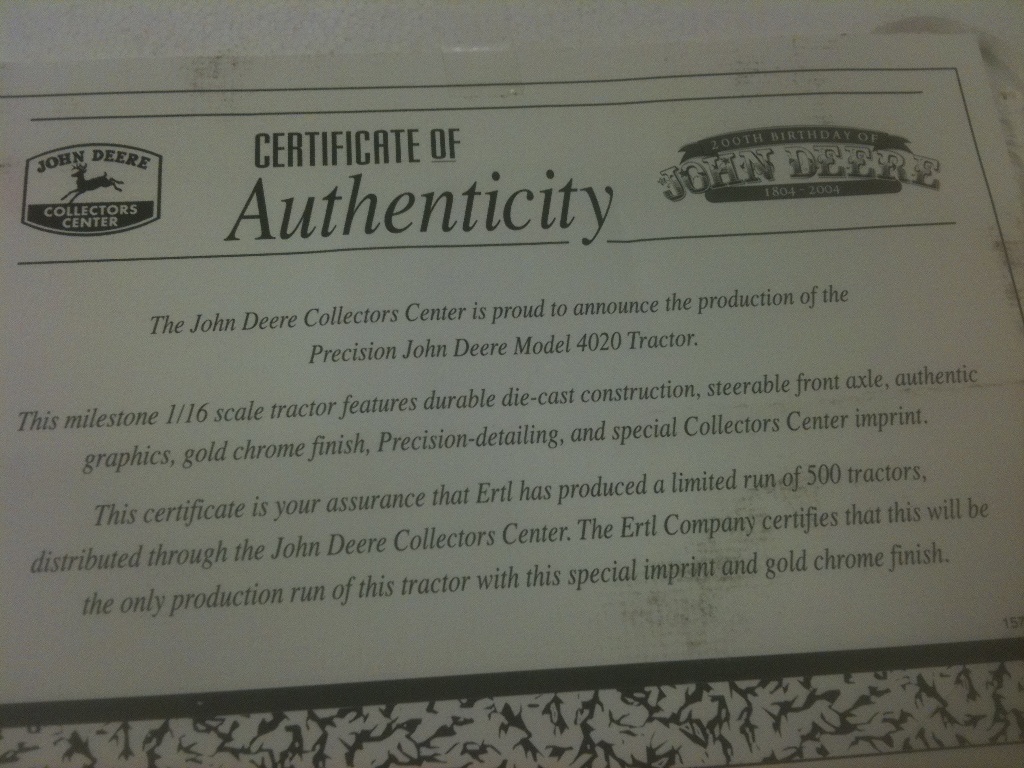 JOHN DEERE
COLLECTORS
CENTER
CERTIFICATE OF
Authenticity
200TH BIRTHDAY OF
JOHN DEERE
1804 - 2004
The John Deere Collectors Center is proud to announce the production of the
Precision John Deere Model 4020 Tractor.
This milestone 1/16 scale tractor features durable die-cast construction, steerable front axle, authentic
graphics, gold chrome finish, Precision-detailing, and special Collectors Center imprint.
This certificate is your assurance that Ertl has produced a limited run of 500 tractors,
distributed through the John Deere Collectors Center. The Ertl Company certifies that this will be
the only production run of this tractor with this special imprint and gold chrome finish.